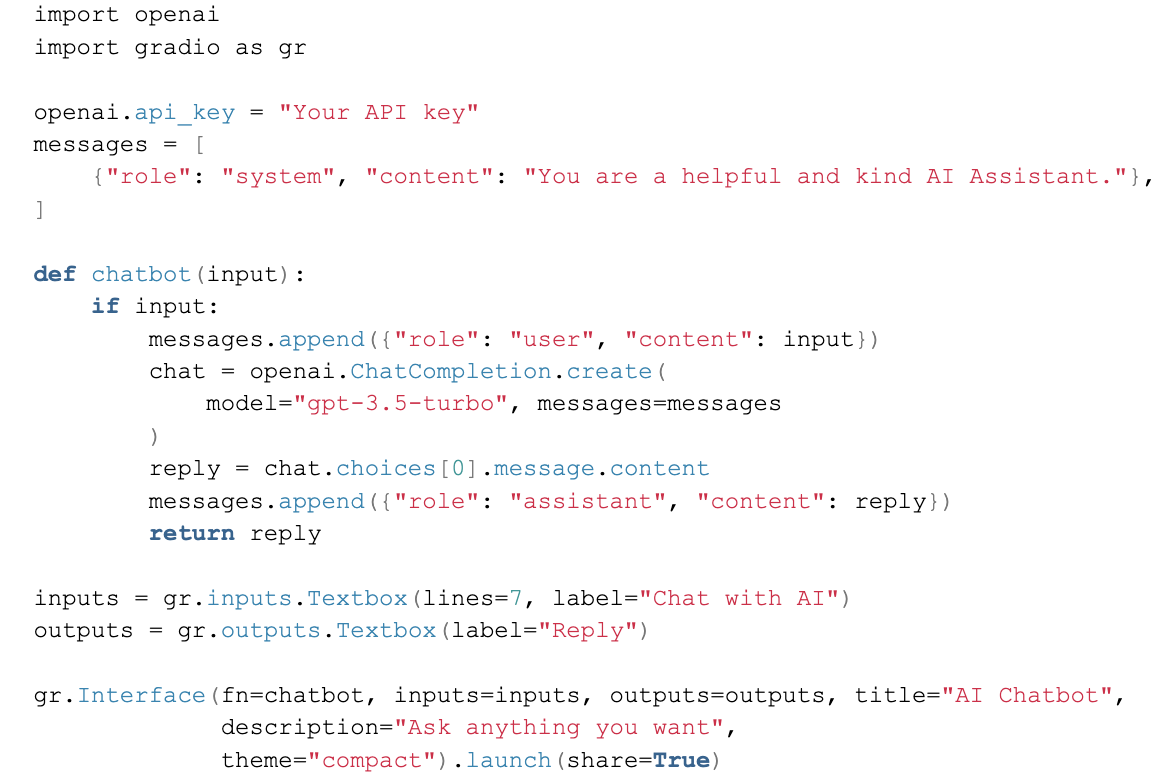 import openai
import gradio as gr

openai.api_key = "Your API key"
messages = [
    {"role": "system", "content": "You are a helpful and kind AI Assistant."},
]

def chatbot(input):
    if input:
        messages.append({"role": "user", "content": input})
        chat = openai.ChatCompletion.create(
            model="gpt-3.5-turbo", messages=messages
        )
        reply = chat.choices[0].message.content
        messages.append({"role": "assistant", "content": reply})
        return reply

inputs = gr.inputs.Textbox(lines=7, label="Chat with AI")
outputs = gr.outputs.Textbox(label="Reply")

gr.Interface(fn=chatbot, inputs=inputs, outputs=outputs, title="AI Chatbot",
             description="Ask anything you want",
             theme="compact").launch(share=True)